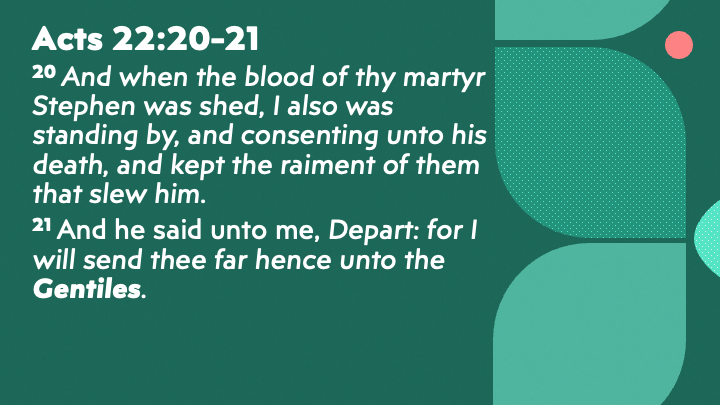 Acts 22:20-21
20 And when the blood of thy martyr
Stephen was shed, I also was
standing by, and consenting unto his
death, and kept the raiment of them
that slew him.
21 And he said unto me, Depart: for I
will send thee far hence unto the
Gentiles.